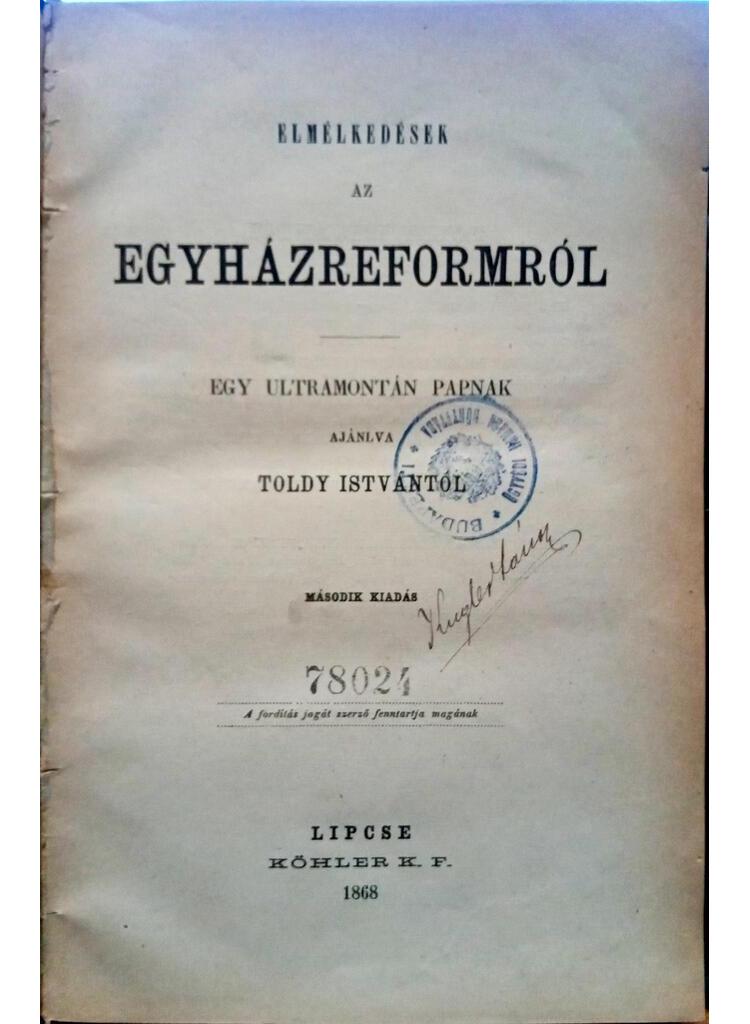 ELMÉLKEDÉSEK
AZ
EGYHÁZREFORMRÓL
EGY ULTRAMONTÁN PAPNAK
AJÁNLVA
TOLDY ISTVÁNTÓL
MÁSODIK KIADÁS
78024
A fordítás jogát szerző fenntartja magának
LIPCSE
KÖHLER K. F.
1868